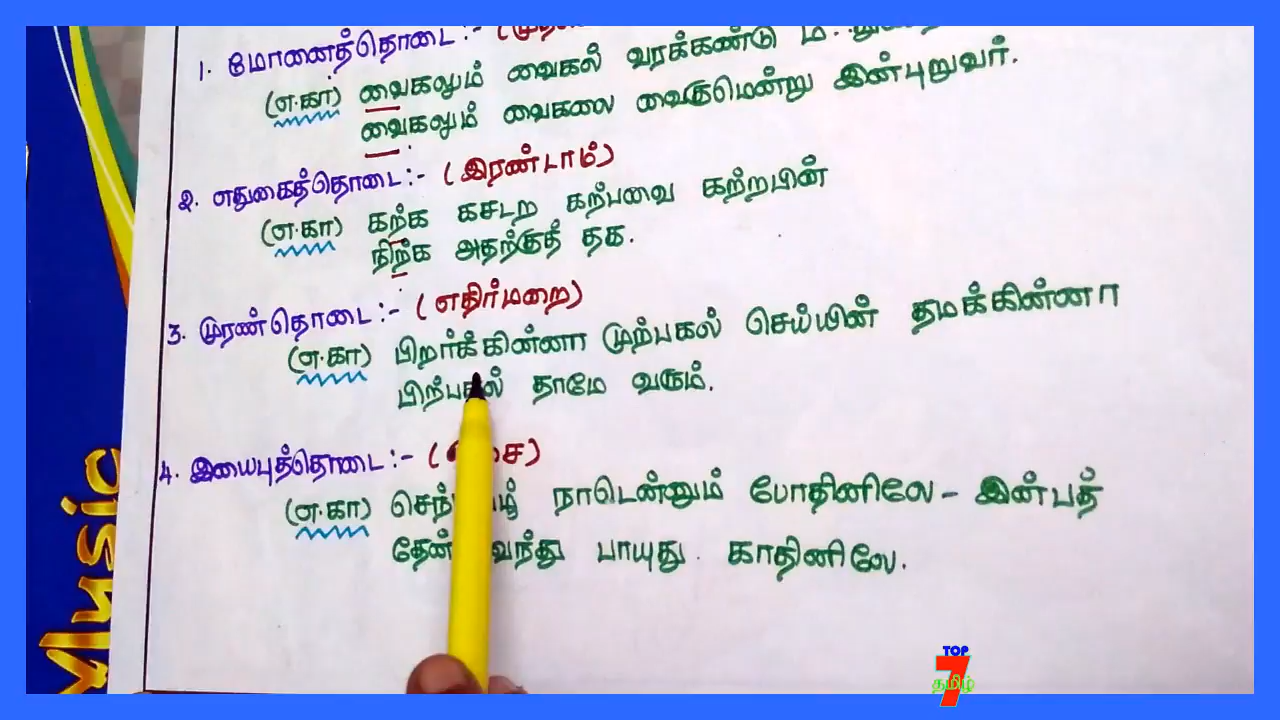 1. மோனைத்தொடை :-
(எ.கா) வைகலும் வைகல் வரக்கண்டு
வைகலும் வைகலை வைகுமென்று இன்புறுவர்.
2. எதுகைத்தொடை :- (இரண்டாம்)
(எ.கா) கற்க கசடற கற்பவை கற்றபின்
நிற்க அதற்குத் தக.
3. முரண்தொடை :- (எதிர்மறை)
(எ.கா) பிறர்க்கின்னா முற்பகல் செய்யின் தமக்கின்னா
பிற்பகல் தாமே வரும்.
4. இயைபுத்தொடை :-
(எ.கா) நாடென்னும் போதினிலே - இன்பத்
தேன் வந்து பாயுது காதினிலே.
Music
TOP
7
தமிழ்